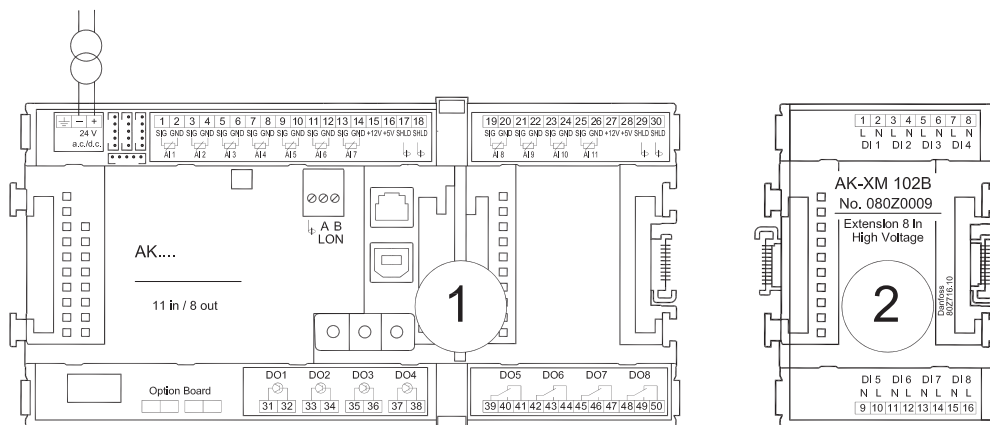 1 2 3 4 5 6 7 8 9 10 11 12 13 14 15 16 17 18
SIG GND SIG GND SIG GND SIG GND SIG GND SIG GND SIG GND +12V +5V SHLD SHLD
AI 1 AI 2 AI 3 AI 4 AI 5 AI 6 AI 7
19 20 21 22 23 24 25 26 27 28 29 30
SIG GND SIG GND SIG GND SIG GND +12V +5V SHLD SHLD
AI 8 AI 9 AI 10 AI 11
– +
24 V
a.c./d.c.
A B
LON
AK....
11 in / 8 out
1
Option Board
DO1 DO2 DO3 DO4
31 32 33 34 35 36 37 38
DO5 DO6 DO7 DO8
39 40 41 42 43 44 45 46 47 48 49 50
1 2 3 4 5 6 7 8
L N L N L N L N
DI 1 DI 2 DI 3 DI 4
AK-XM 102B
No. 080Z0009
Extension 8 In
High Voltage
2
Danfoss
80Z716.10
DI 5 DI 6 DI 7 DI 8
N L N L N L N L
9 10 11 12 13 14 15 16